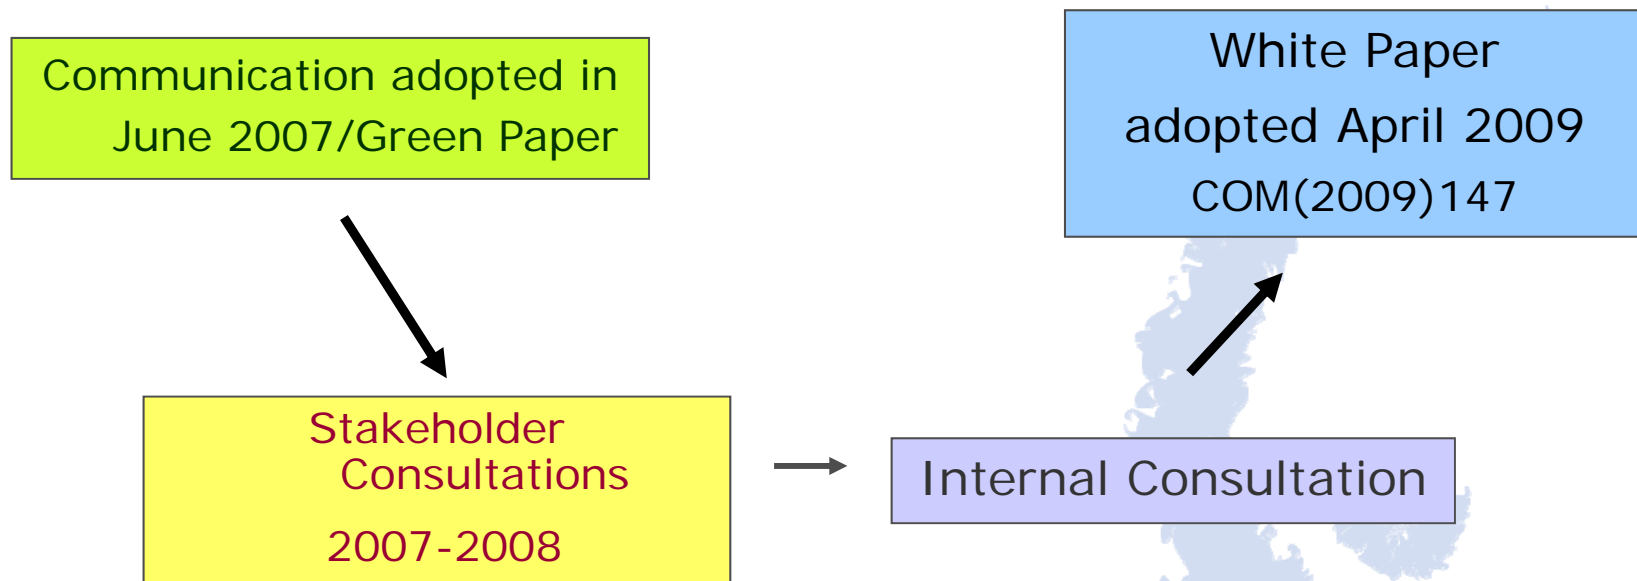 Communication adopted in
June 2007/Green Paper
White Paper
adopted April 2009
COM(2009)147
Stakeholder
Consultations
2007-2008
Internal Consultation